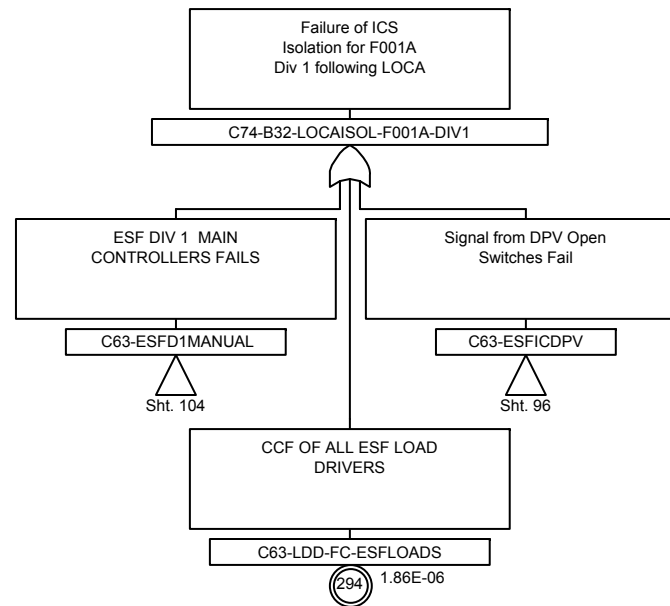 Failure of ICS
Isolation for F001A
Div 1 following LOCA
C74-B32-LOCAISOL-F001A-DIV1
ESF DIV 1 MAIN
CONTROLLERS FAILS
C63-ESFD1MANUAL
Sht. 104
Signal from DPV Open
Switches Fail
C63-ESFICDPV
Sht. 96
CCF OF ALL ESF LOAD
DRIVERS
C63-LDD-FC-ESFLOADS
294
1.86E-06